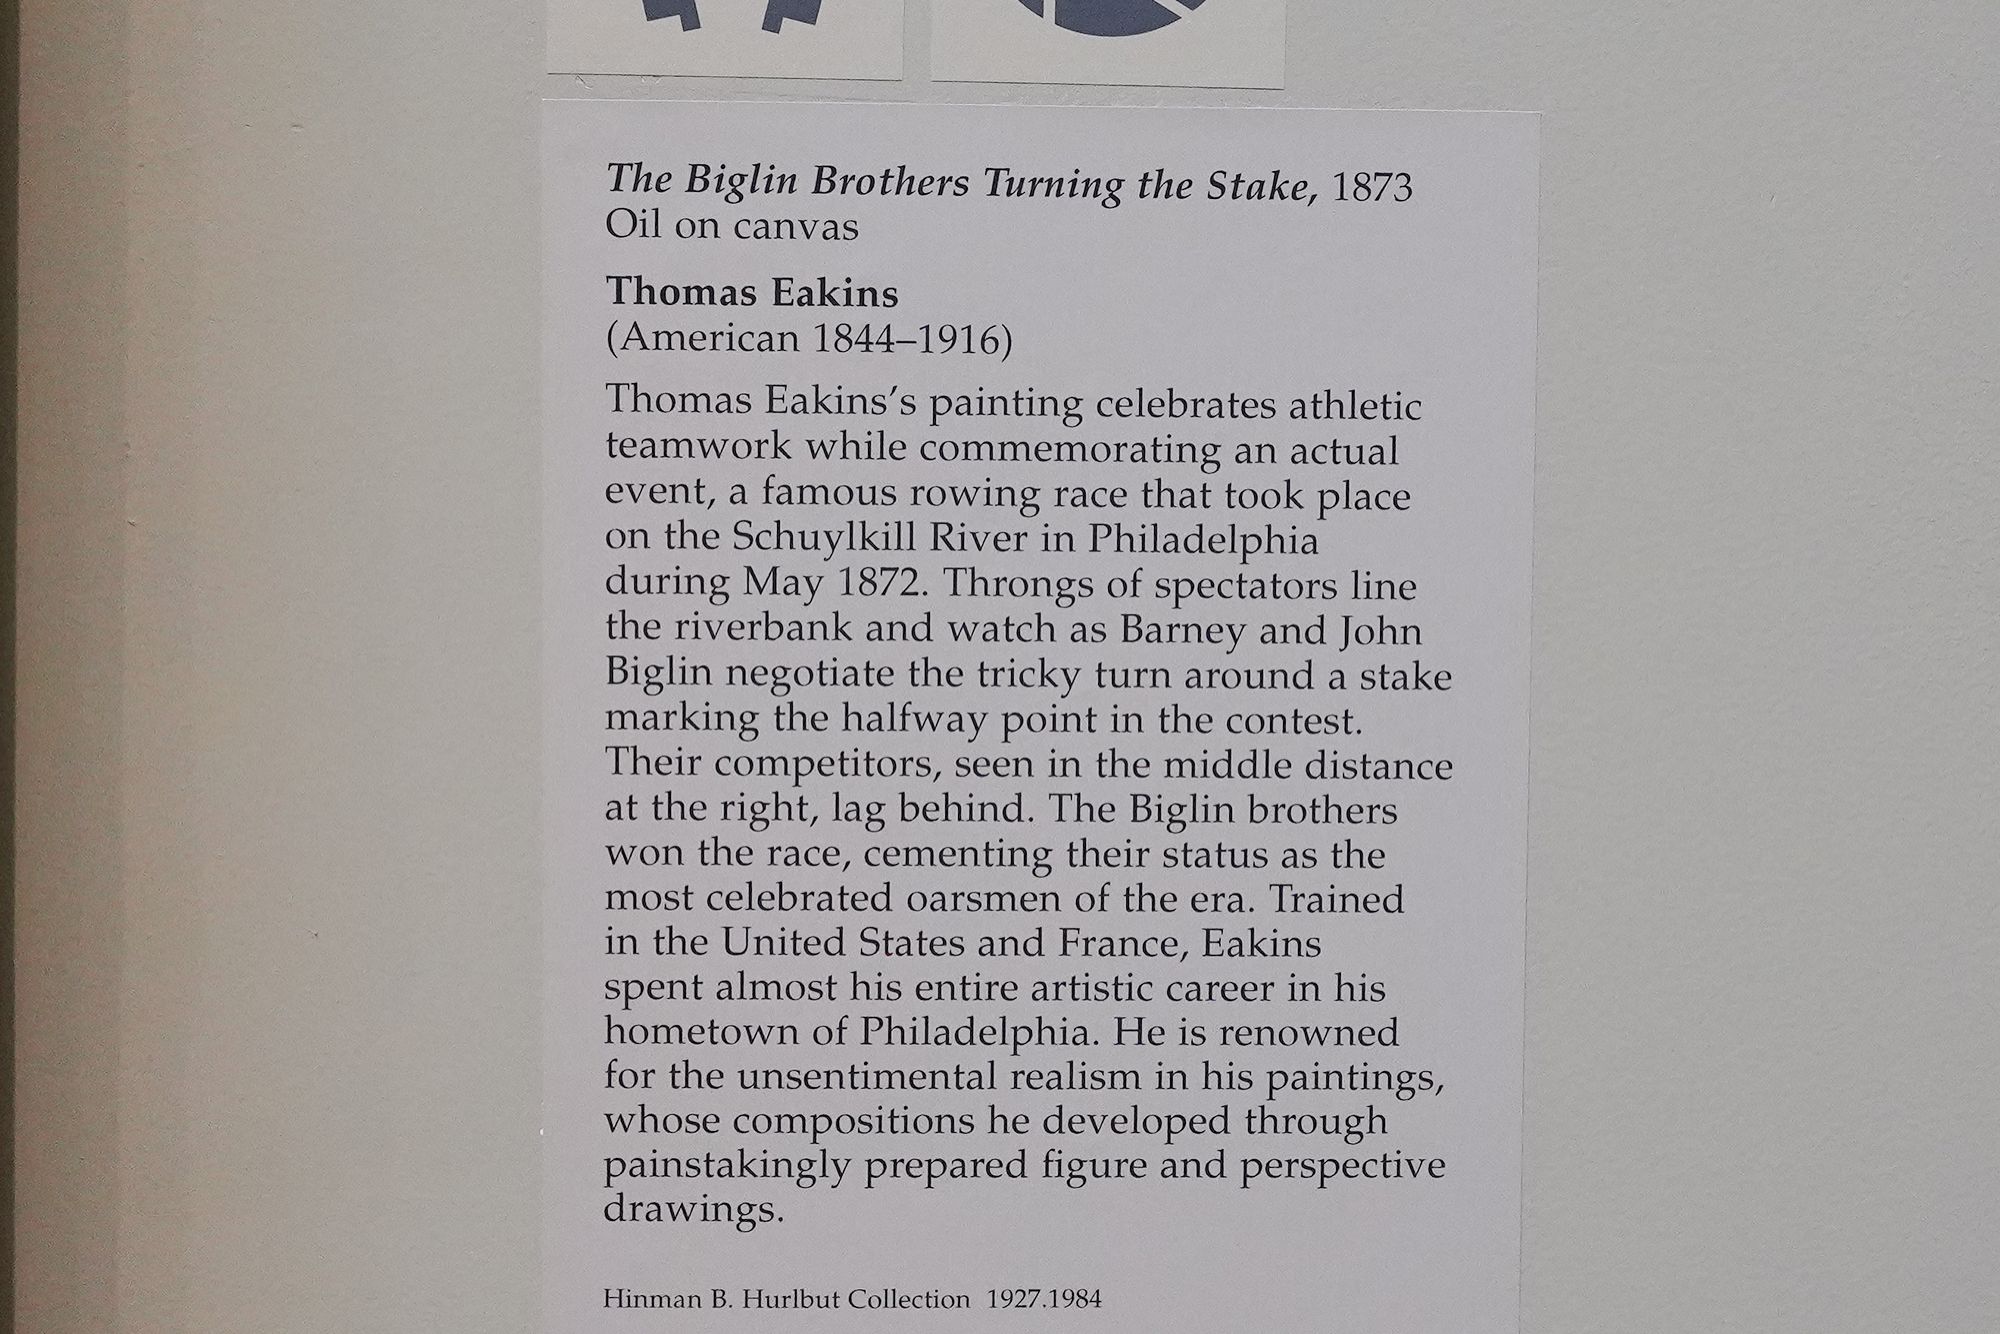 The Biglin Brothers Turning the Stake, 1873
Oil on canvas
Thomas Eakins
(American 1844–1916)
Thomas Eakins’s painting celebrates athletic
teamwork while commemorating an actual
event, a famous rowing race that took place
on the Schuylkill River in Philadelphia
during May 1872. Throngs of spectators line
the riverbank and watch as Barney and John
Biglin negotiate the tricky turn around a stake
marking the halfway point in the contest.
Their competitors, seen in the middle distance
at the right, lag behind. The Biglin brothers
won the race, cementing their status as the
most celebrated oarsmen of the era. Trained
in the United States and France, Eakins
spent almost his entire artistic career in his
hometown of Philadelphia. He is renowned
for the unsentimental realism in his paintings,
whose compositions he developed through
painstakingly prepared figure and perspective
drawings.
Hinman B. Hurlbut Collection 1927.1984